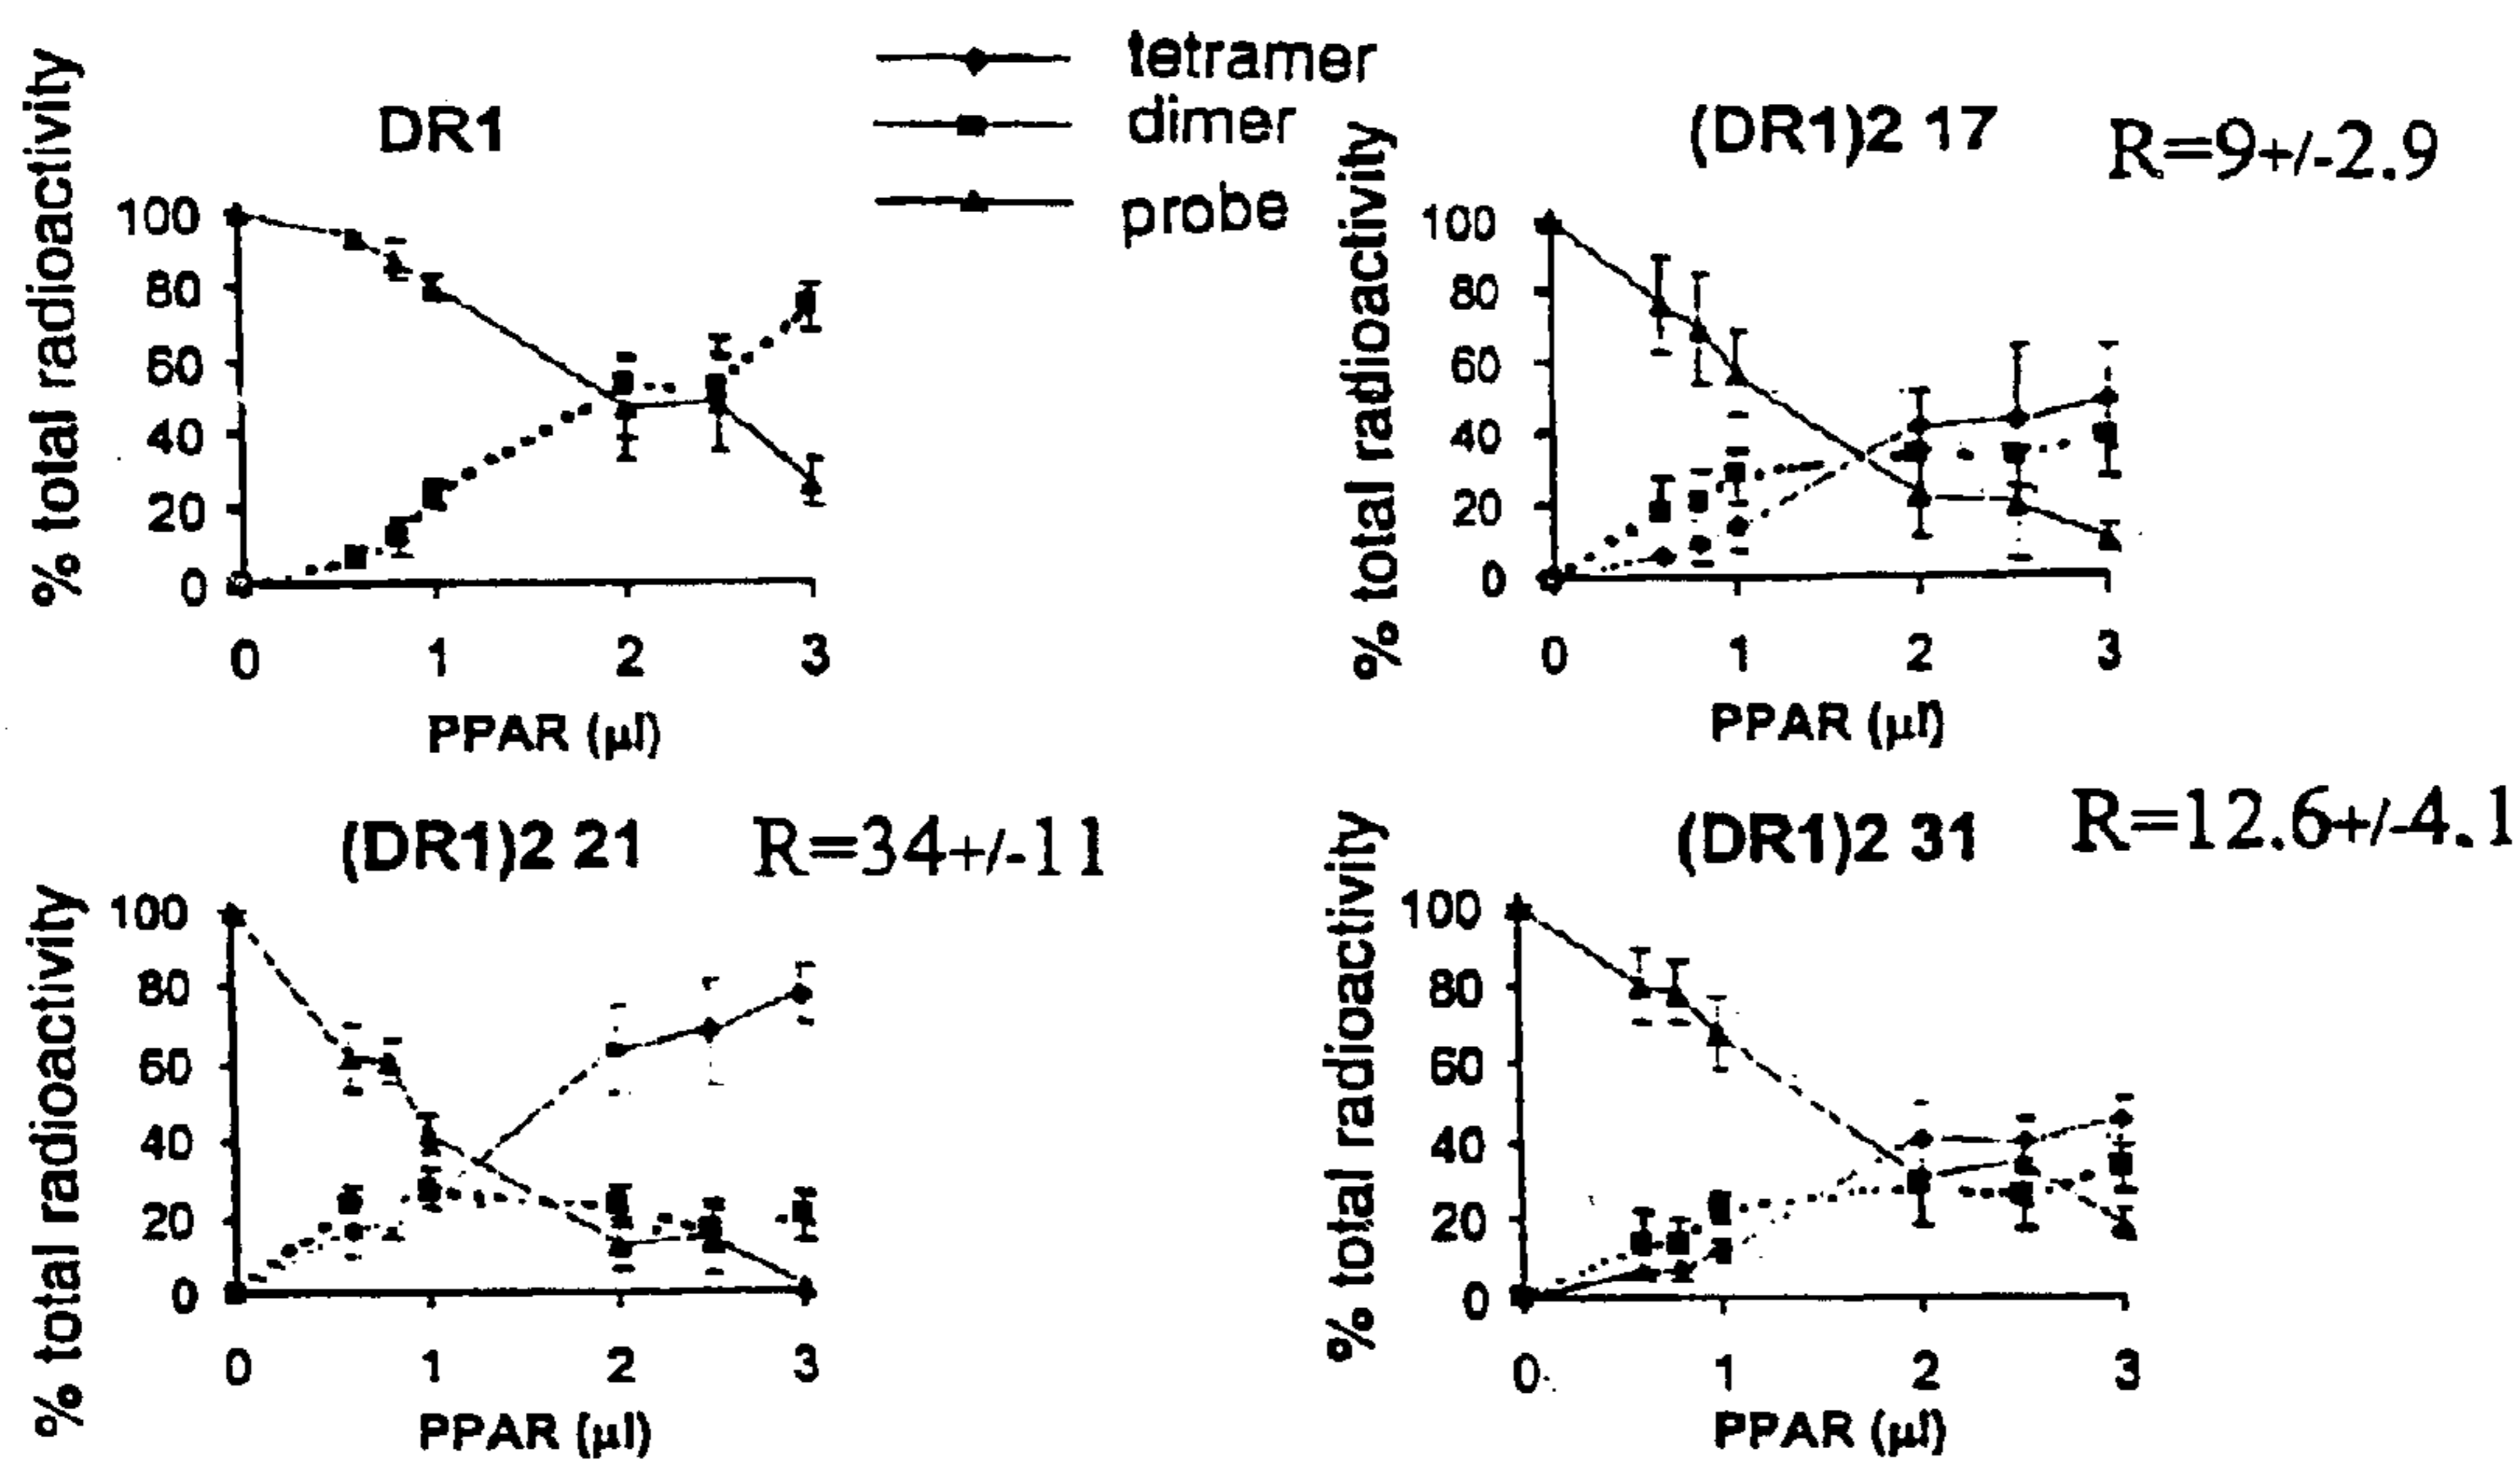 tetramer
dimer
probe
DR1
% total radioactivity
100
80
60
40
20
0
0 1 2 3
PPAR (µl)
(DR1)2 17 R=9+/-2.9
% total radioactivity
100
80
60
40
20
0
0 1 2 3
PPAR (µl)
(DR1)2 21 R=34+/-11
% total radioactivity
100
80
60
40
20
0
0 1 2 3
PPAR (µl)
(DR1)2 31 R=12.6+/-4.1
% total radioactivity
100
80
60
40
20
0
0 1 2 3
PPAR (µl)